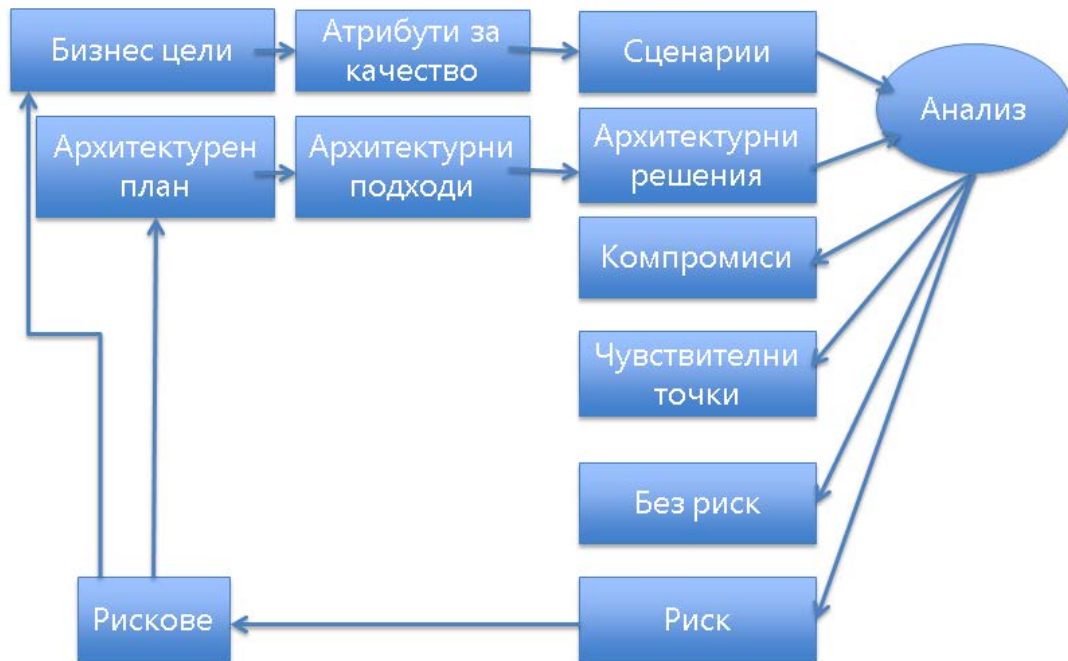 Бизнес цели
Атрибути за
качество
Сценарии
Анализ
Архитектурен
план
Архитектурни
подходи
Архитектурни
решения
Компромиси
Чувствителни
точки
Без риск
Рискове
Риск